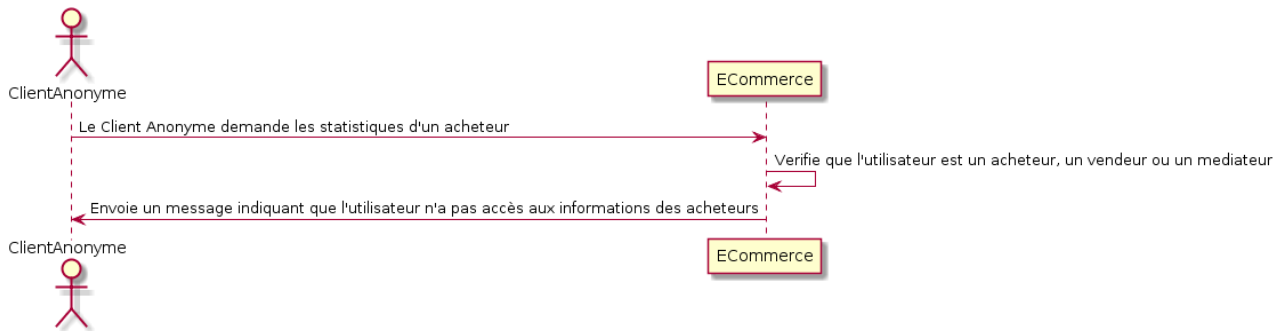 ClientAnonyme
ECommerce
Le Client Anonyme demande les statistiques d'un acheteur
Verifie que l'utilisateur est un acheteur, un vendeur ou un mediateur
Envoie un message indiquant que l'utilisateur n'a pas accès aux informations des acheteurs
ClientAnonyme
ECommerce